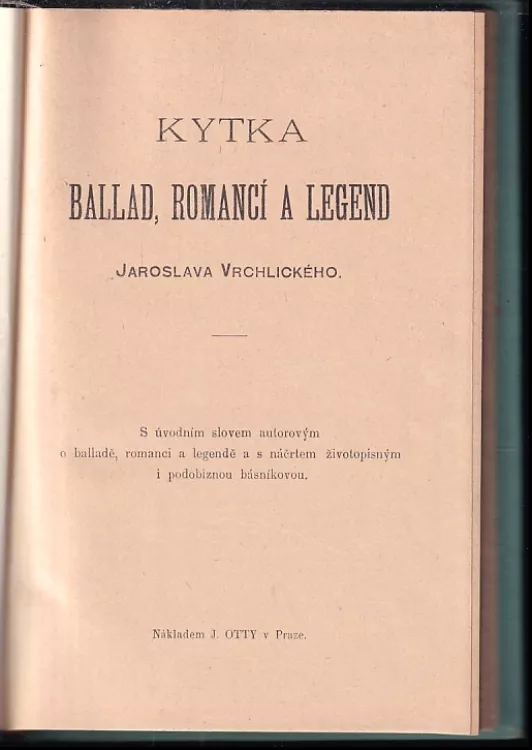 KYTKA
BALLAD, ROMANCÍ A LEGEND
JAROSLAVA VRCHLICKÉHO.
S úvodním slovem autorovým
o balladě, romanci a legendě a s náčrtem životopisným
i podobiznou básníkovou.
Nákladem J. OTTY v Praze.